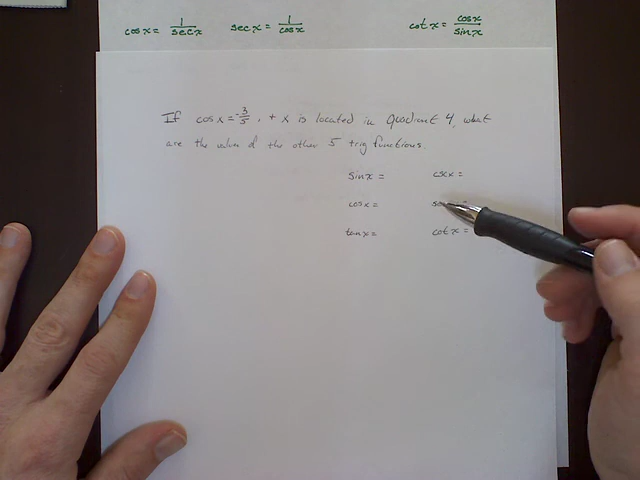 cos x = 1/sec x   sec x = 1/cos x   cot x = cos x/sin x
If cos x = -3/5, + x is located in Quadrant 4, what
are the value of the other 5 trig functions.
sin x =   csc x =
cos x =
tan x =   cot x =